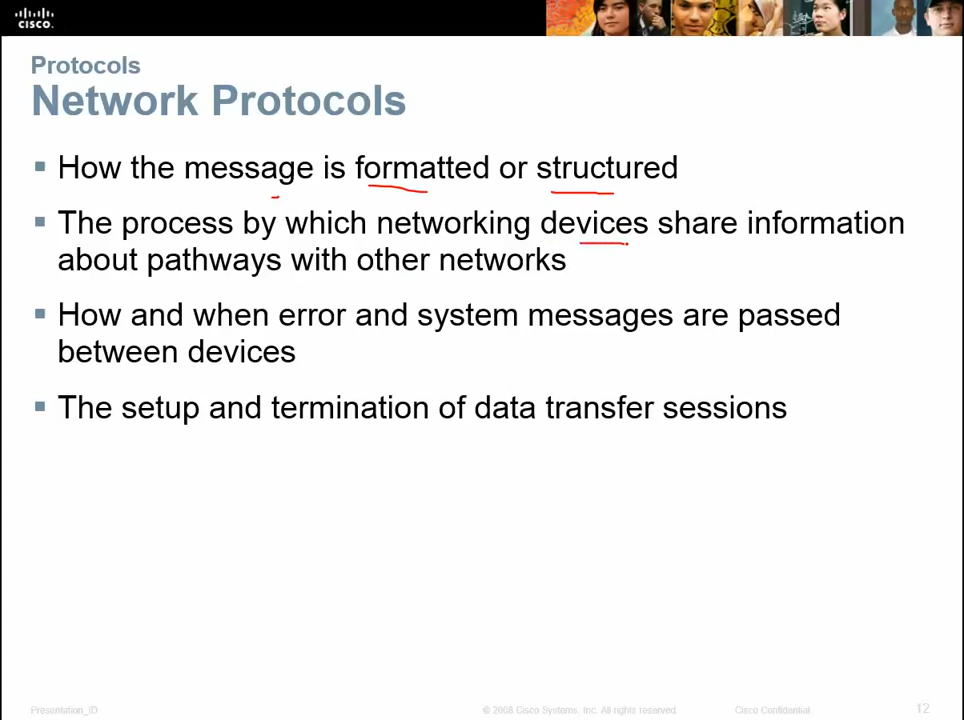 CISCO
Protocols
Network Protocols
How the message is formatted or structured
The process by which networking devices share information
about pathways with other networks
How and when error and system messages are passed
between devices
The setup and termination of data transfer sessions
Presentation_ID
© 2008 Cisco Systems, Inc. All rights reserved.
Cisco Confidential
12